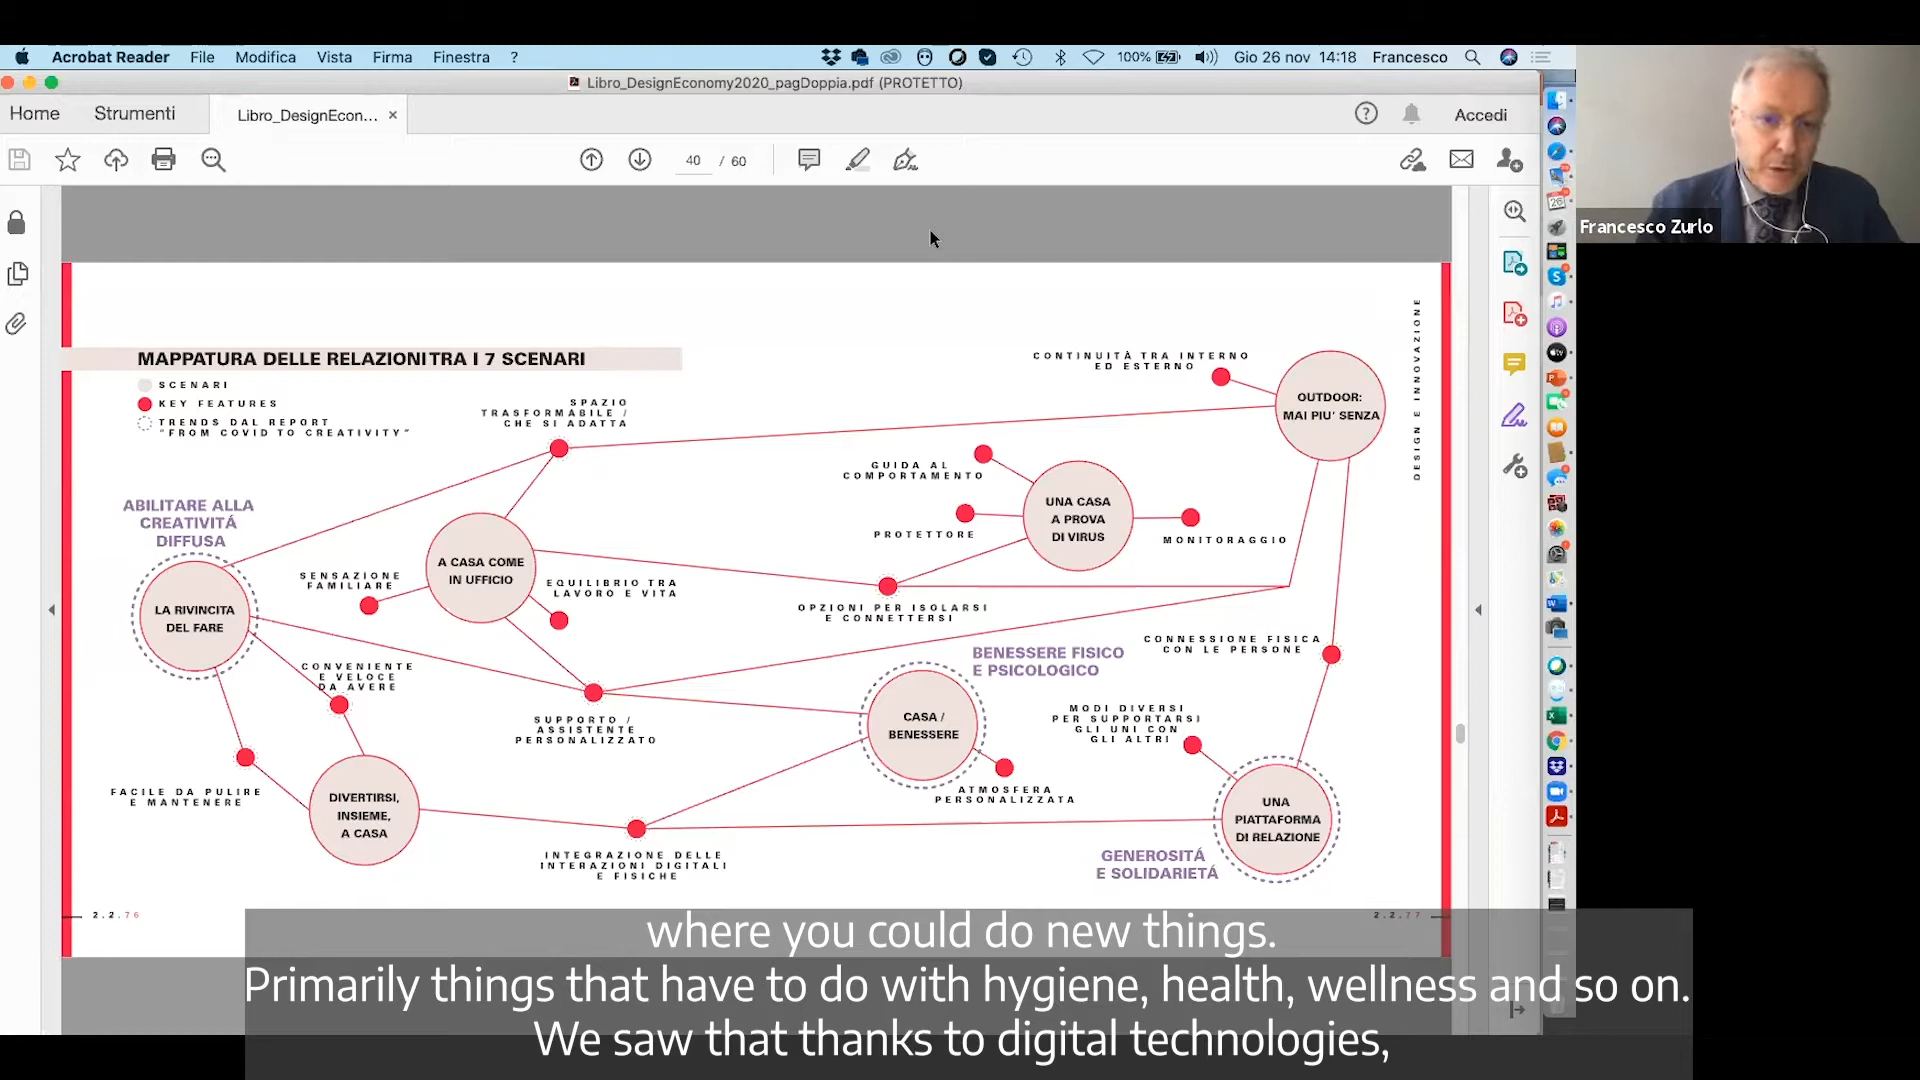 Acrobat Reader File Modifica Vista Firma Finestra ?
100% Gio 26 nov 14:18 Francesco
Libro_DesignEconomy2020_pagDoppia.pdf (PROTETTO)
Home Strumenti Libro_DesignEcon... × Accedi
40 / 60
Francesco Zurlo
MAPPATURA DELLE RELAZIONI TRA I 7 SCENARI
SCENARI
KEY FEATURES
TRENDS DAL REPORT
"FROM COVID TO CREATIVITY"
SPAZIO
TRASFORMABILE /
CHE SI ADATTA
CONTINUITÀ TRA INTERNO
ED ESTERNO
OUTDOOR:
MAI PIU' SENZA
DESIGN E INNOVAZIONE
GUIDA AL
COMPORTAMENTO
UNA CASA
A PROVA
DI VIRUS
PROTETTORE
MONITORAGGIO
ABILITARE ALLA
CREATIVITÁ
DIFFUSA
A CASA COME
IN UFFICIO
SENSAZIONE
FAMILIARE
EQUILIBRIO TRA
LAVORO E VITA
LA RIVINCITA
DEL FARE
OPZIONI PER ISOLARSI
E CONNETTERSI
CONNESSIONE FISICA
CON LE PERSONE
BENESSERE FISICO
E PSICOLOGICO
CONVENIENTE
E VELOCE
DA AVERE
SUPPORTO /
ASSISTENTE
PERSONALIZZATO
CASA /
BENESSERE
MODI DIVERSI
PER SUPPORTARSI
GLI UNI CON
GLI ALTRI
FACILE DA PULIRE
E MANTENERE
DIVERTIRSI,
INSIEME,
A CASA
ATMOSFERA
PERSONALIZZATA
UNA
PIATTAFORMA
DI RELAZIONE
INTEGRAZIONE DELLE
INTERAZIONI DIGITALI
E FISICHE
GENEROSITÁ
E SOLIDARIETÁ
2.2.76
2.2.77
where you could do new things.
Primarily things that have to do with hygiene, health, wellness and so on.
We saw that thanks to digital technologies,